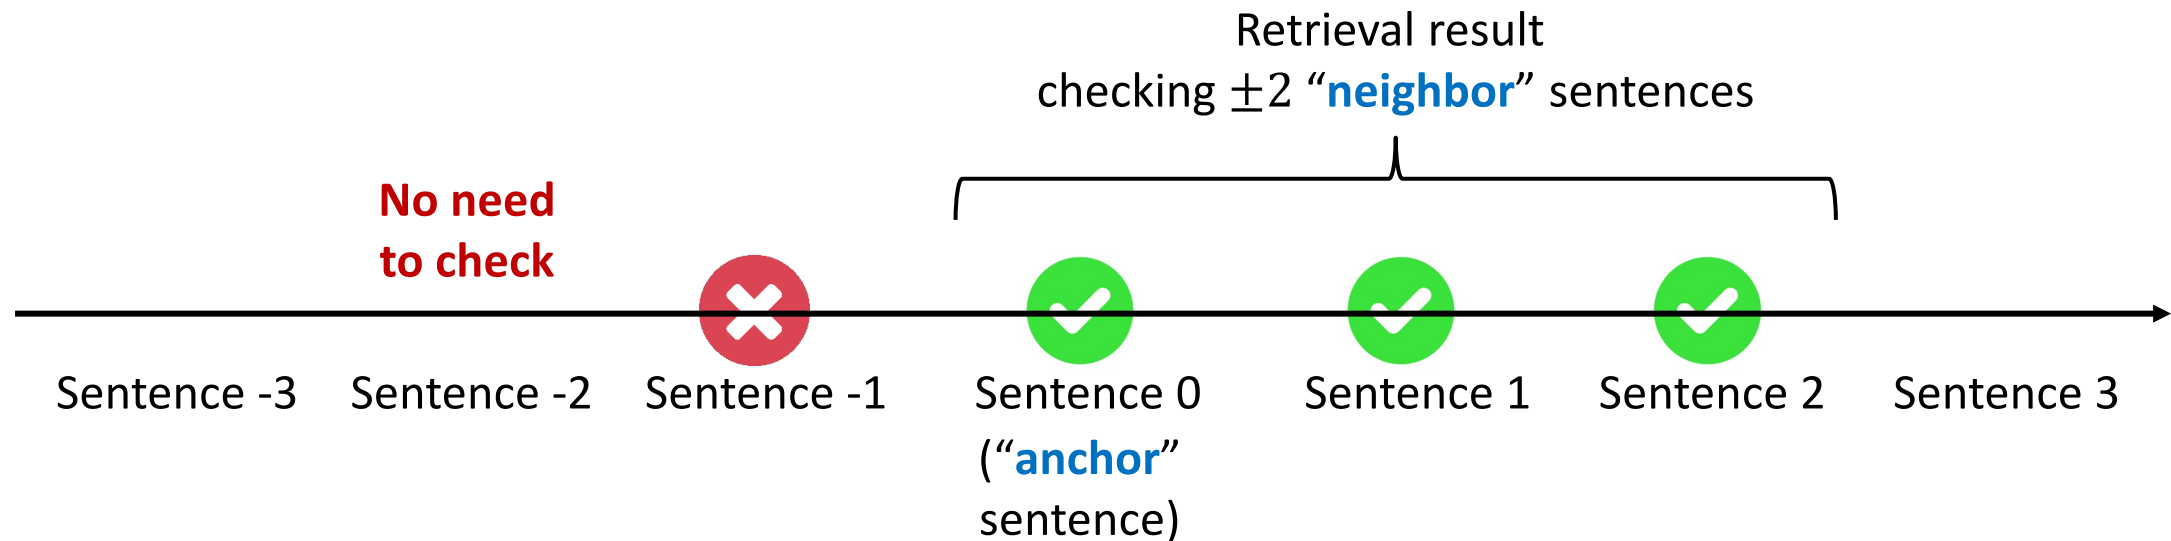 Retrieval result
checking ±2 “neighbor” sentences
No need
to check
Sentence -3
Sentence -2
Sentence -1
Sentence 0
(“anchor”
sentence)
Sentence 1
Sentence 2
Sentence 3